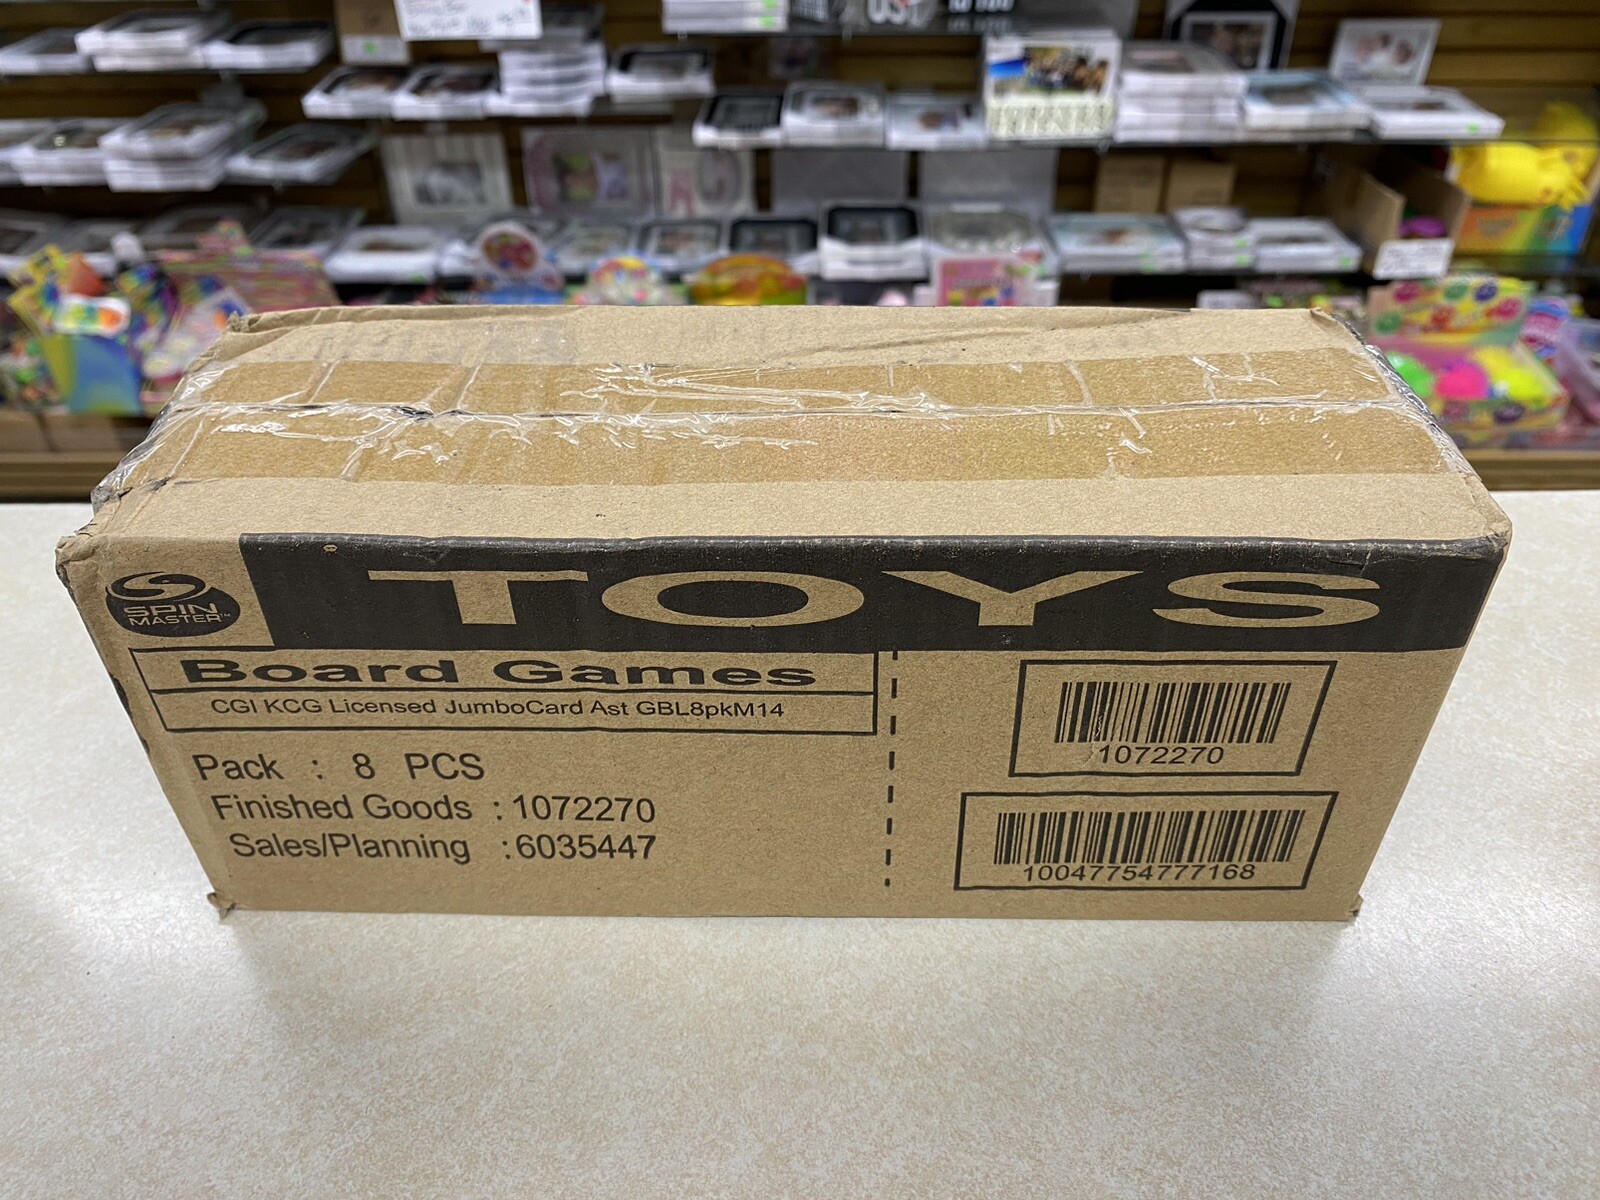 SPIN
MASTER™
TOYS
Board Games
CGI KCG Licensed JumboCard Ast GBL8pkM14
Pack : 8 PCS
Finished Goods : 1072270
Sales/Planning : 6035447
1072270
10047754777168